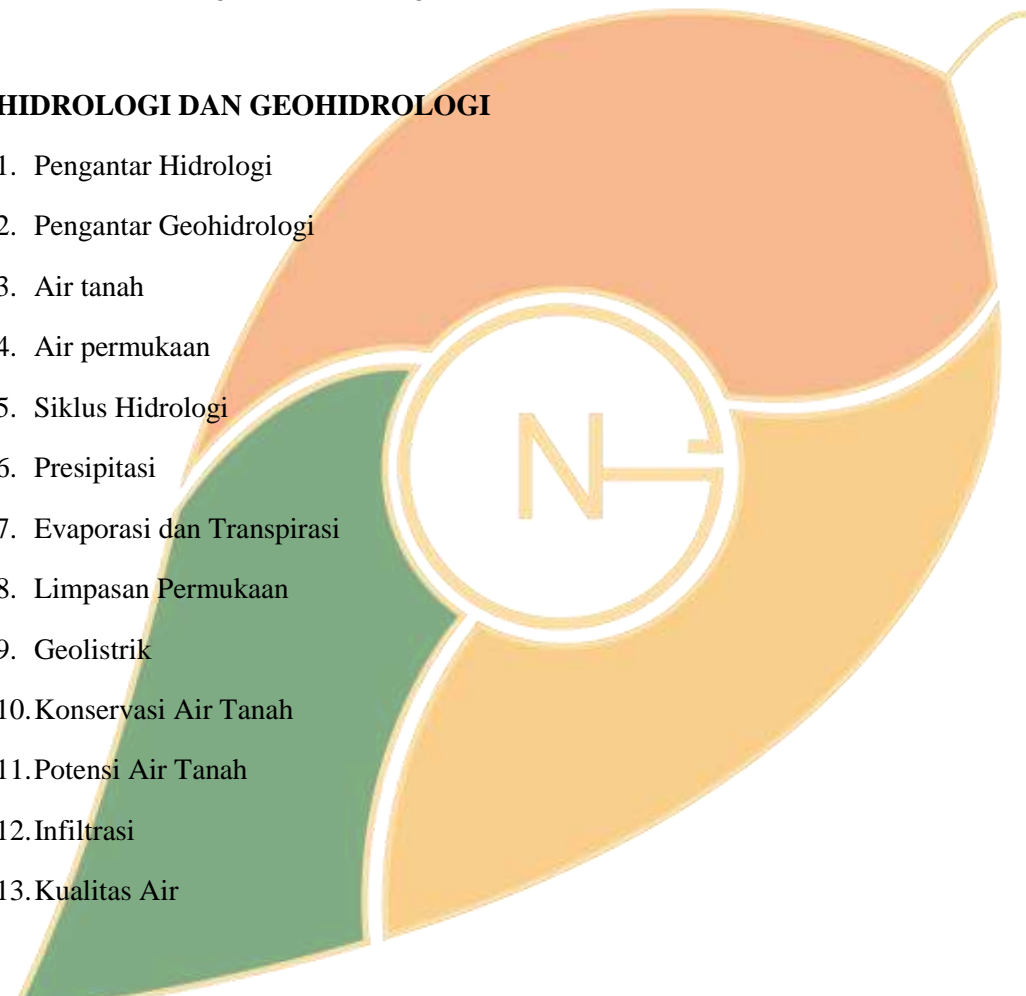 HIDROLOGI DAN GEOHIDROLOGI
1. Pengantar Hidrologi
2. Pengantar Geohidrologi
3. Air tanah
4. Air permukaan
5. Siklus Hidrologi
6. Presipitasi
7. Evaporasi dan Transpirasi
8. Limpasan Permukaan
9. Geolistrik
10. Konservasi Air Tanah
11. Potensi Air Tanah
12. Infiltrasi
13. Kualitas Air